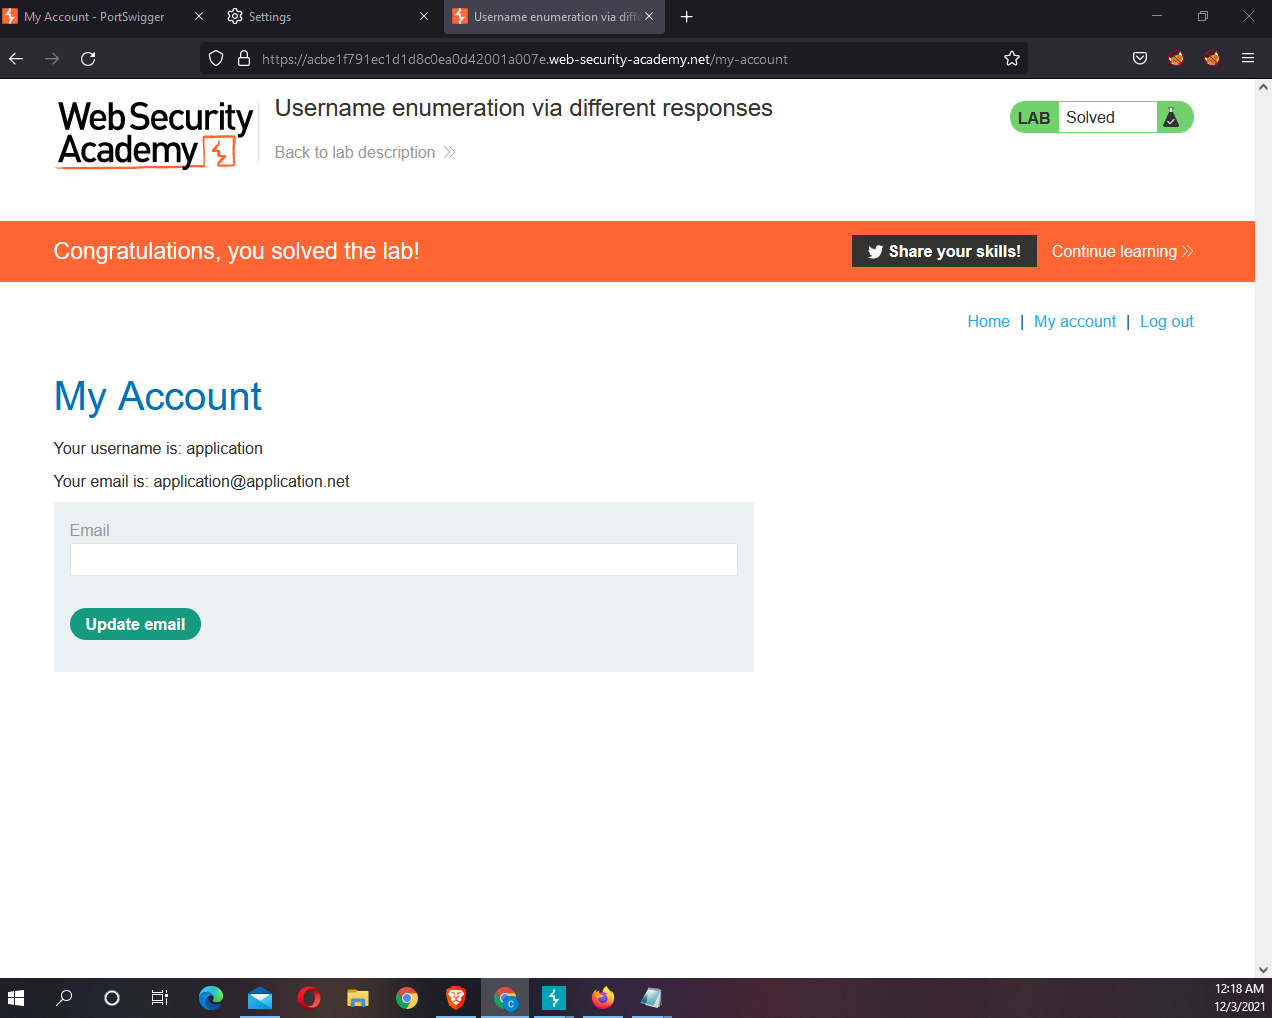 My Account - PortSwigger
Settings
Username enumeration via diffe
https://acbe1f791ec1d1d8c0ea0d42001a007e.web-security-academy.net/my-account
Web Security
Academy
Username enumeration via different responses
Back to lab description
LAB Solved
Congratulations, you solved the lab!
Share your skills!
Continue learning
Home | My account | Log out
My Account
Your username is: application
Your email is: application@application.net
Email
Update email
C
12:18 AM
12/3/2021